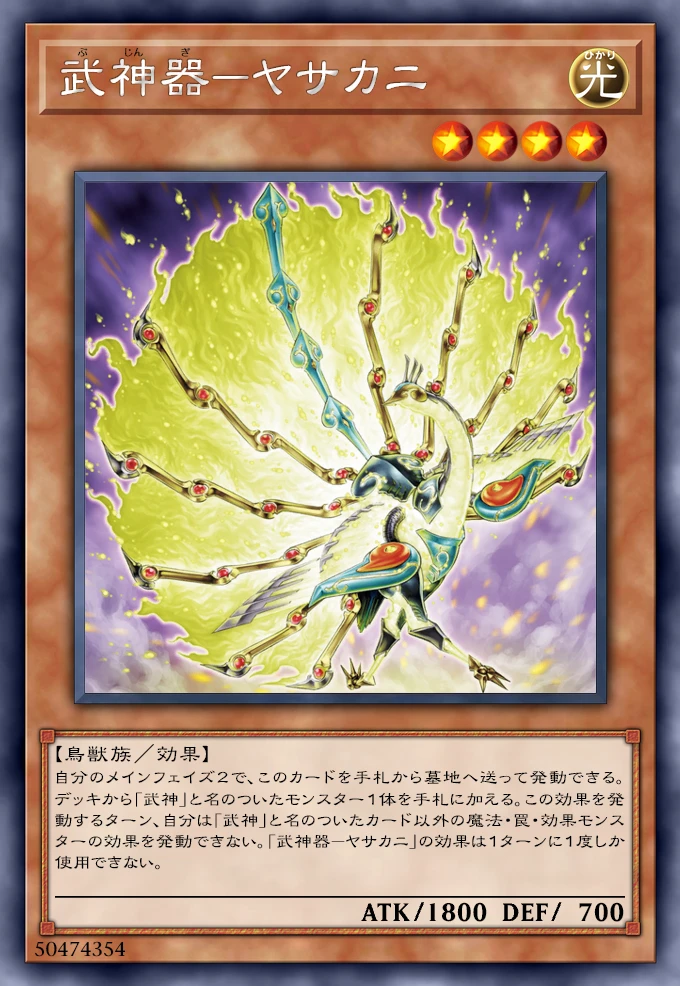 ぶ じん ぎ
武神器－ヤサカニ
ひかり
光
【鳥獣族／効果】
自分のメインフェイズ２で、このカードを手札から墓地へ送って発動できる。
デッキから「武神」と名のついたモンスター１体を手札に加える。この効果を発
動するターン、自分は「武神」と名のついたカード以外の魔法・罠・効果モンス
ターの効果を発動できない。「武神器－ヤサカニ」の効果は１ターンに１度しか
使用できない。
ATK/1800 DEF/ 700
50474354